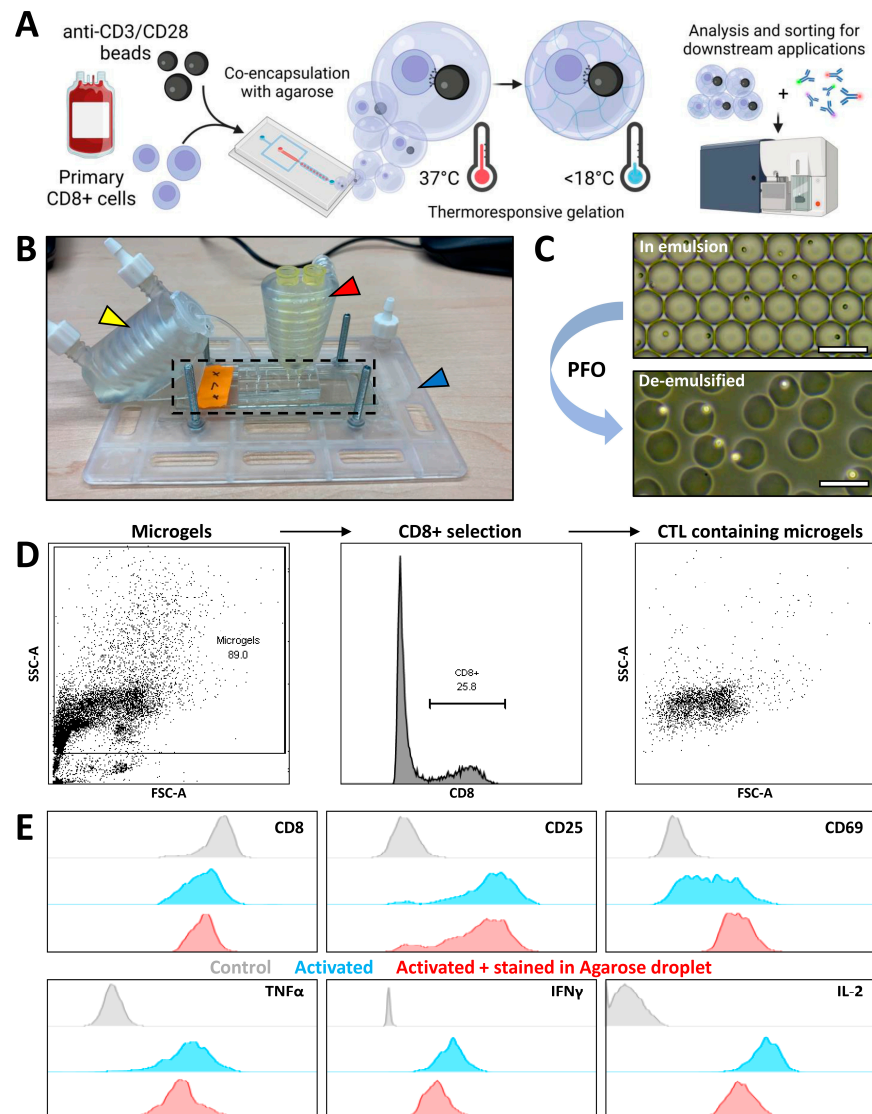 A
anti-CD3/CD28
beads
Primary
CD8+ cells
Co-encapsulation
with agarose
37°C
<18°C
Thermoresponsive gelation
Analysis and sorting for
downstream applications
+
B
C
In emulsion
PFO
De-emulsified
D
Microgels
CD8+ selection
CTL containing microgels
SSC-A
Microgels
89.0
FSC-A
CD8+
25.8
CD8
SSC-A
FSC-A
E
CD8
CD25
CD69
Control Activated Activated + stained in Agarose droplet
TNFα
IFNγ
IL-2